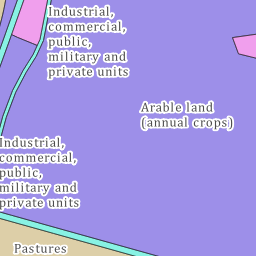 Industrial,
commercial,
public,
military and
private units
Arable land
(annual crops)
Industrial,
commercial,
public,
military and
private units
Pastures